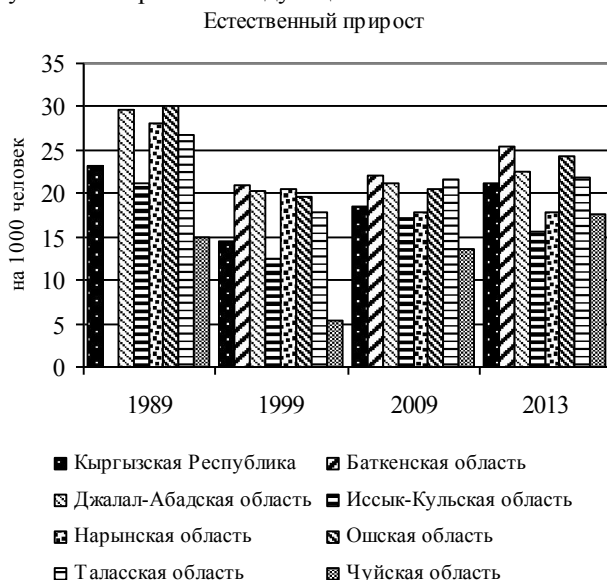 Естественный прирост
на 1000 человек
35
30
25
20
15
10
5
0
1989 1999 2009 2013
Кыргызская Республика Баткенская область
Джалал-Абадская область Иссык-Кульская область
Нарынская область Ошская область
Таласская область Чуйская область